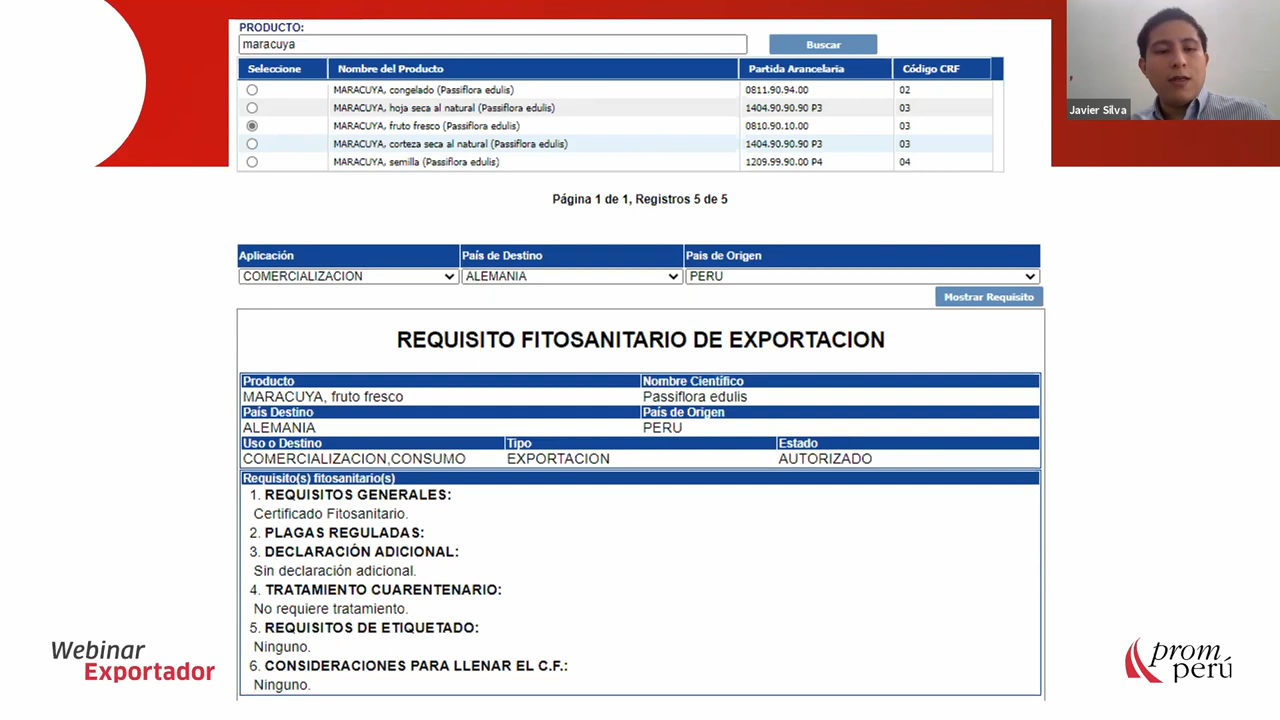 PRODUCTO:
maracuya
Buscar
Seleccione Nombre del Producto Partida Arancelaria Código CRF
MARACUYA, congelado (Passiflora edulis) 0811.90.94.00 02
MARACUYA, hoja seca al natural (Passiflora edulis) 1404.90.90.90 P3 03
MARACUYA, fruto fresco (Passiflora edulis) 0810.90.10.00 03
MARACUYA, corteza seca al natural (Passiflora edulis) 1404.90.90.90 P3 03
MARACUYA, semilla (Passiflora edulis) 1209.99.90.00 P4 04
Javier Silva
Página 1 de 1, Registros 5 de 5
Aplicación País de Destino Pais de Origen
COMERCIALIZACION ALEMANIA PERU
Mostrar Requisito
REQUISITO FITOSANITARIO DE EXPORTACION
Producto Nombre Científico
MARACUYA, fruto fresco Passiflora edulis
País Destino País de Origen
ALEMANIA PERU
Uso o Destino Tipo Estado
COMERCIALIZACION,CONSUMO EXPORTACION AUTORIZADO
Requisito(s) fitosanitario(s)
1. REQUISITOS GENERALES:
Certificado Fitosanitario.
2. PLAGAS REGULADAS:
3. DECLARACIÓN ADICIONAL:
Sin declaración adicional.
4. TRATAMIENTO CUARENTENARIO:
No requiere tratamiento.
5. REQUISITOS DE ETIQUETADO:
Ninguno.
6. CONSIDERACIONES PARA LLENAR EL C.F.:
Ninguno.
Webinar
Exportador
prom
perú